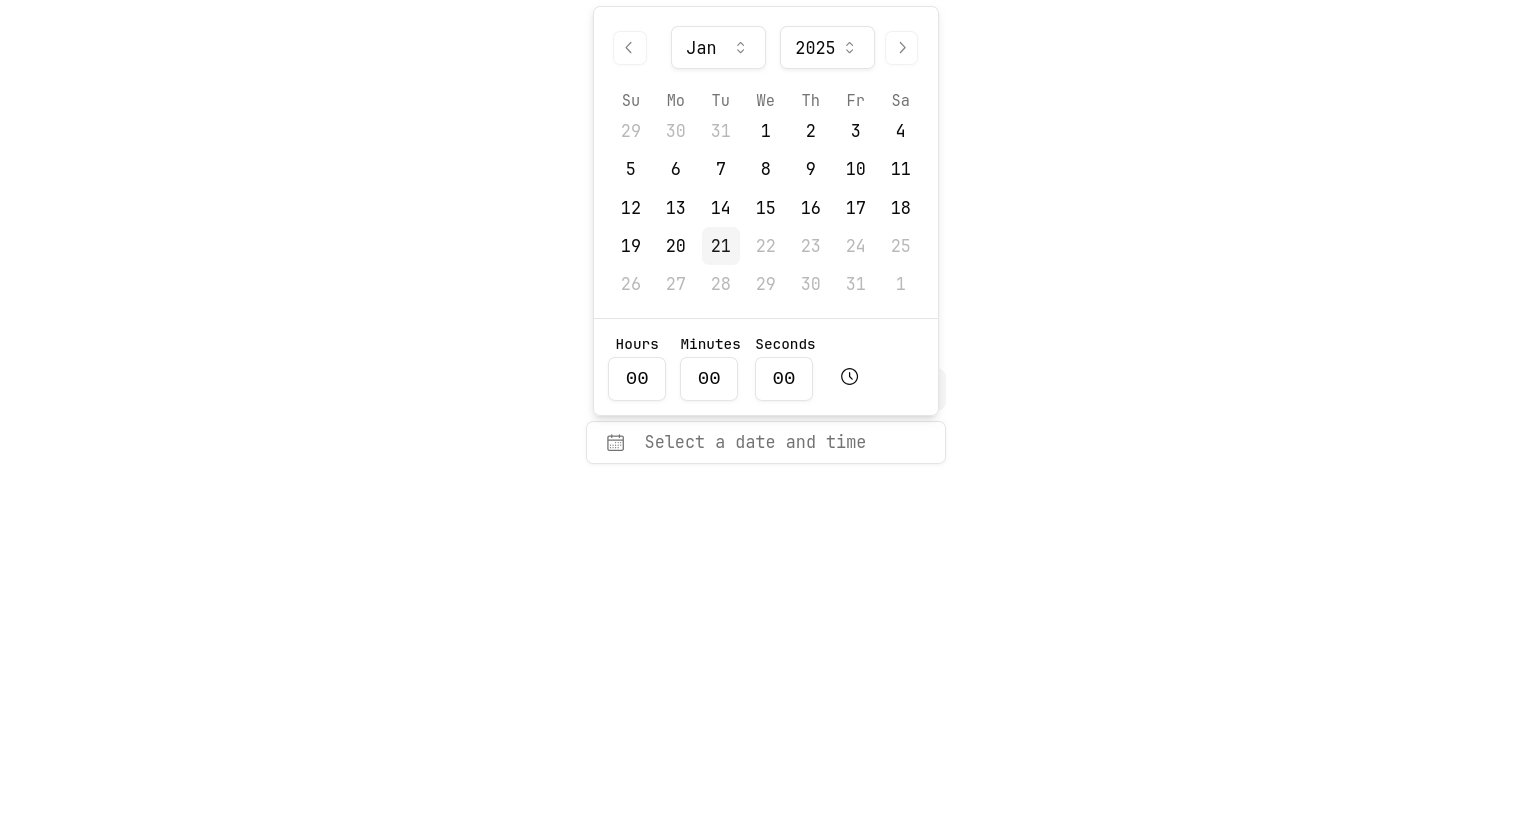 Jan 2025
Su Mo Tu We Th Fr Sa
29 30 31 1 2 3 4
5 6 7 8 9 10 11
12 13 14 15 16 17 18
19 20 21 22 23 24 25
26 27 28 29 30 31 1
Hours Minutes Seconds
00 00 00
Select a date and time